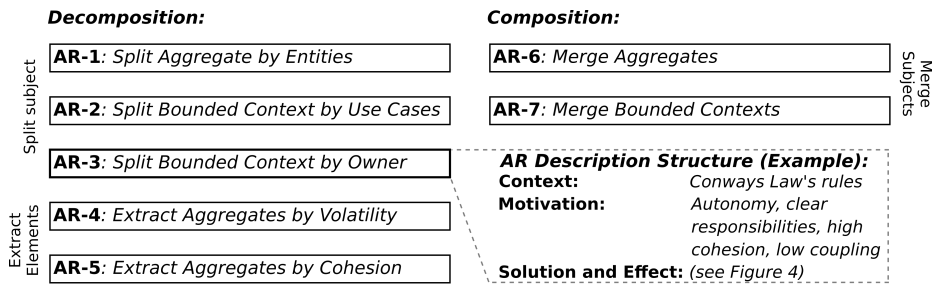 Decomposition:
Split subject
AR-1: Split Aggregate by Entities
AR-2: Split Bounded Context by Use Cases
AR-3: Split Bounded Context by Owner
Extract
Elements
AR-4: Extract Aggregates by Volatility
AR-5: Extract Aggregates by Cohesion
Composition:
AR-6: Merge Aggregates
AR-7: Merge Bounded Contexts
Merge
Subjects
AR Description Structure (Example):
Context: Conways Law's rules
Motivation: Autonomy, clear
responsibilities, high
cohesion, low coupling
Solution and Effect: (see Figure 4)